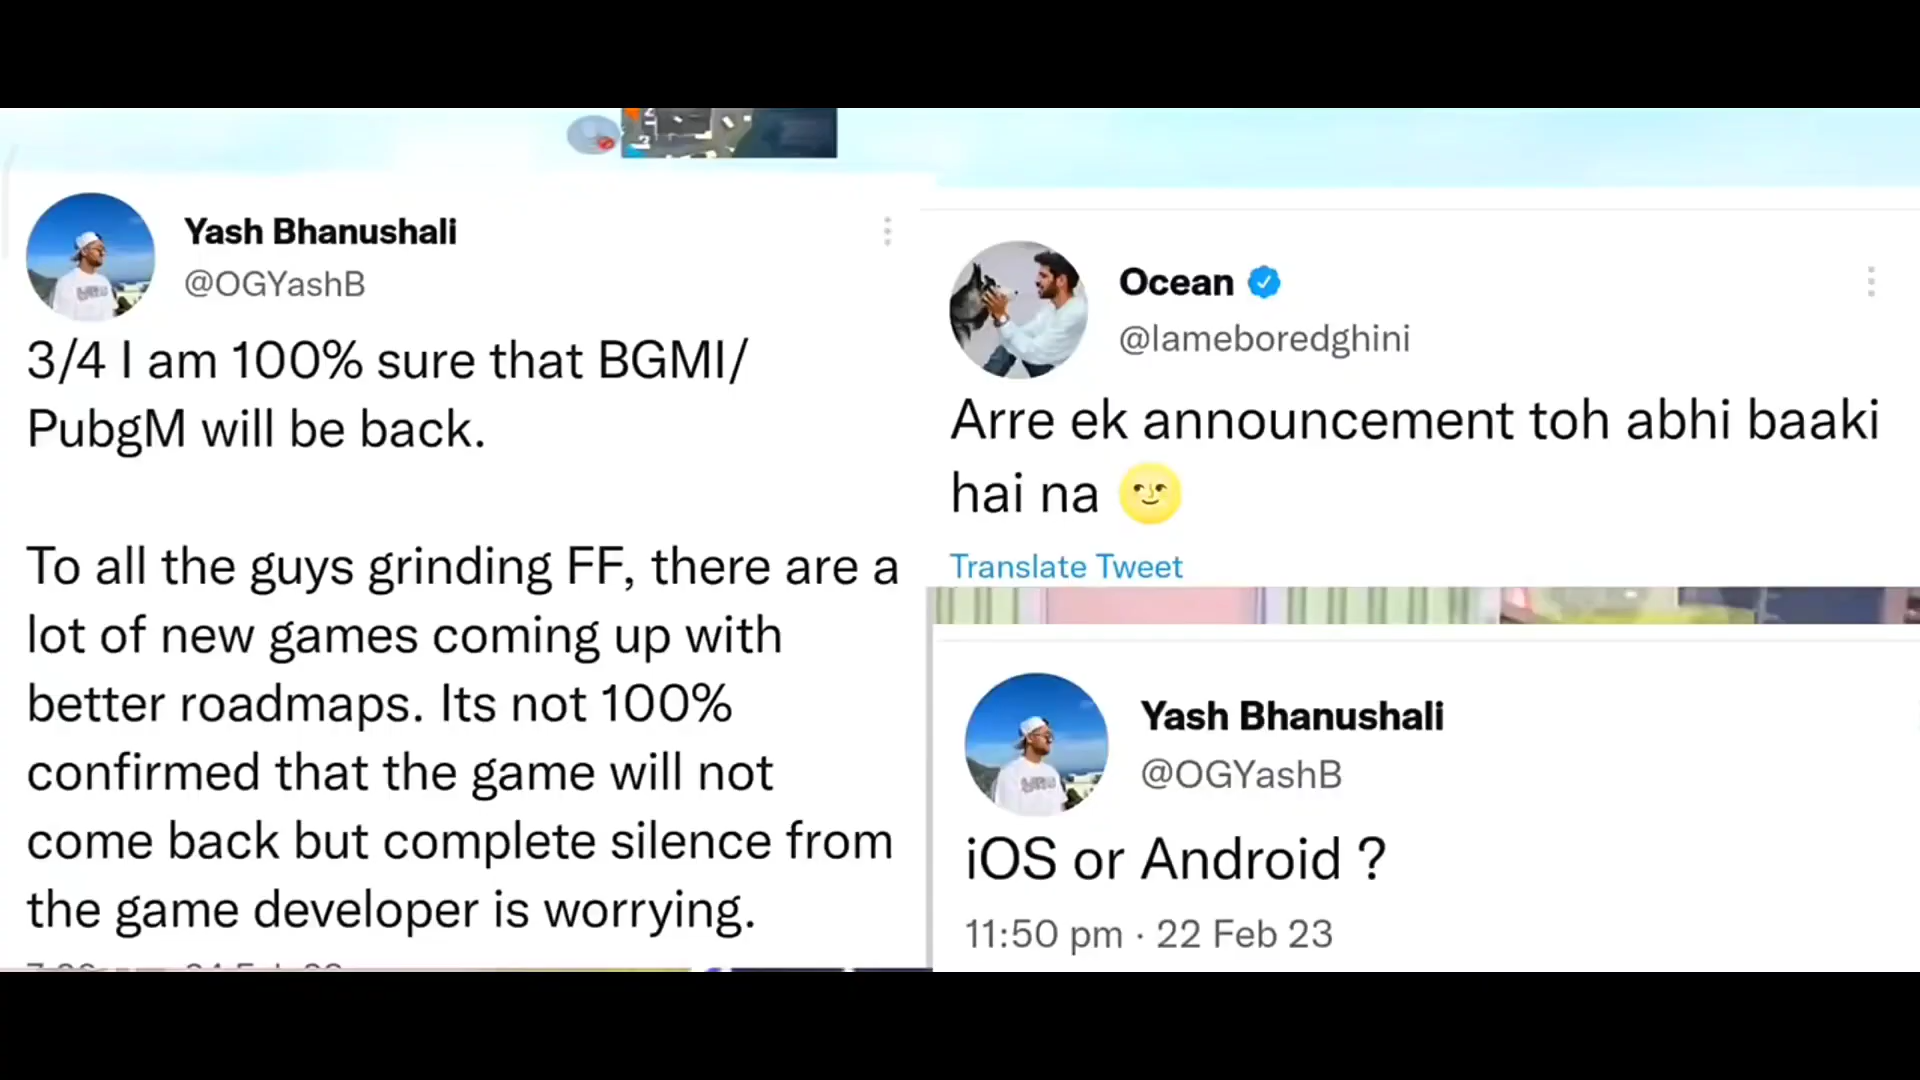 Yash Bhanushali
@OGYashB
3/4 I am 100% sure that BGMI/
PubgM will be back.
To all the guys grinding FF, there are a
lot of new games coming up with
better roadmaps. Its not 100%
confirmed that the game will not
come back but complete silence from
the game developer is worrying.
Ocean
@lameboredghini
Arre ek announcement toh abhi baaki
hai na 🌝
Translate Tweet
Yash Bhanushali
@OGYashB
iOS or Android ?
11:50 pm · 22 Feb 23